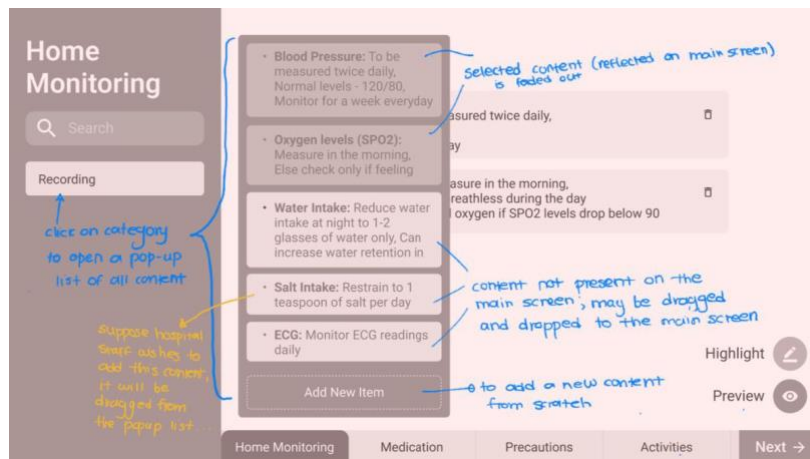 Home
Monitoring
Search
Recording
click on category
to open a pop-up
list of all content
suppose hospital
staff wishes to
add this content,
it will be
dragged from
the popup list...
• Blood Pressure: To be
measured twice daily,
Normal levels - 120/80,
Monitor for a week everyday
• Oxygen levels (SPO2):
Measure in the morning,
Else check only if feeling
• Water Intake: Reduce water
intake at night to 1-2
glasses of water only, Can
increase water retention in
• Salt Intake: Restrain to 1
teaspoon of salt per day
• ECG: Monitor ECG readings
daily
Add New Item
selected content (reflected on main screen)
is faded out
asured twice daily,
ay
asure in the morning,
reathless during the day
l oxygen if SPO2 levels drop below 90
content not present on the
main screen; may be dragged
and dropped to the main screen
to add a new content
from scratch
Highlight
Preview
Home Monitoring
Medication
Precautions
Activities
Next →